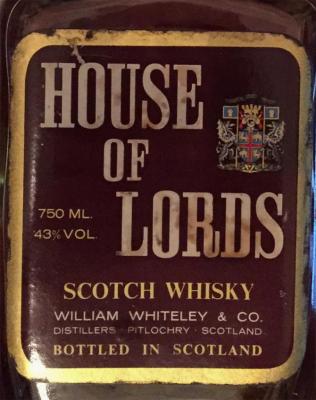 HOUSE
OF
LORDS
750 ML.
43% VOL.
SCOTCH WHISKY
WILLIAM WHITELEY & CO.
DISTILLERS · PITLOCHRY · SCOTLAND
BOTTLED IN SCOTLAND